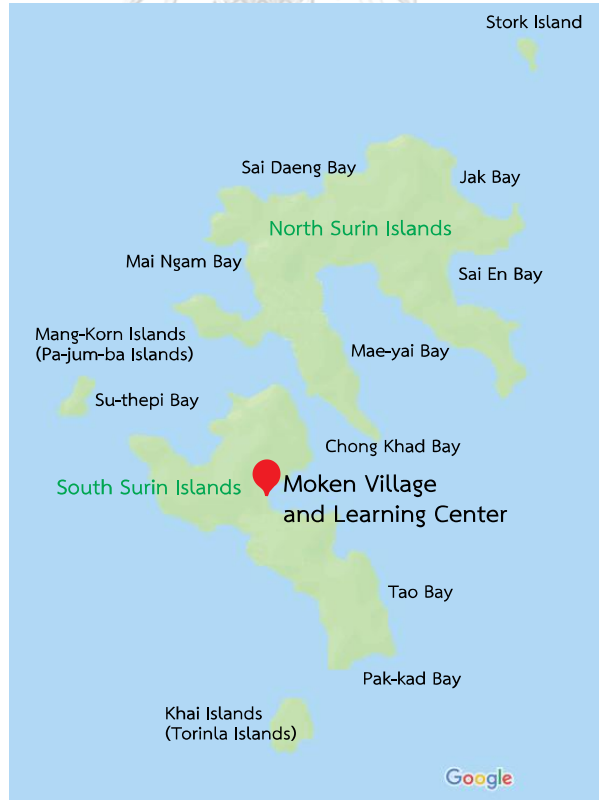 Stork Island
Sai Daeng Bay
Jak Bay
North Surin Islands
Mai Ngam Bay
Sai En Bay
Mang-Korn Islands
(Pa-jum-ba Islands)
Mae-yai Bay
Su-thepi Bay
Chong Khad Bay
South Surin Islands
Moken Village
and Learning Center
Tao Bay
Pak-kad Bay
Khai Islands
(Torinla Islands)
Google